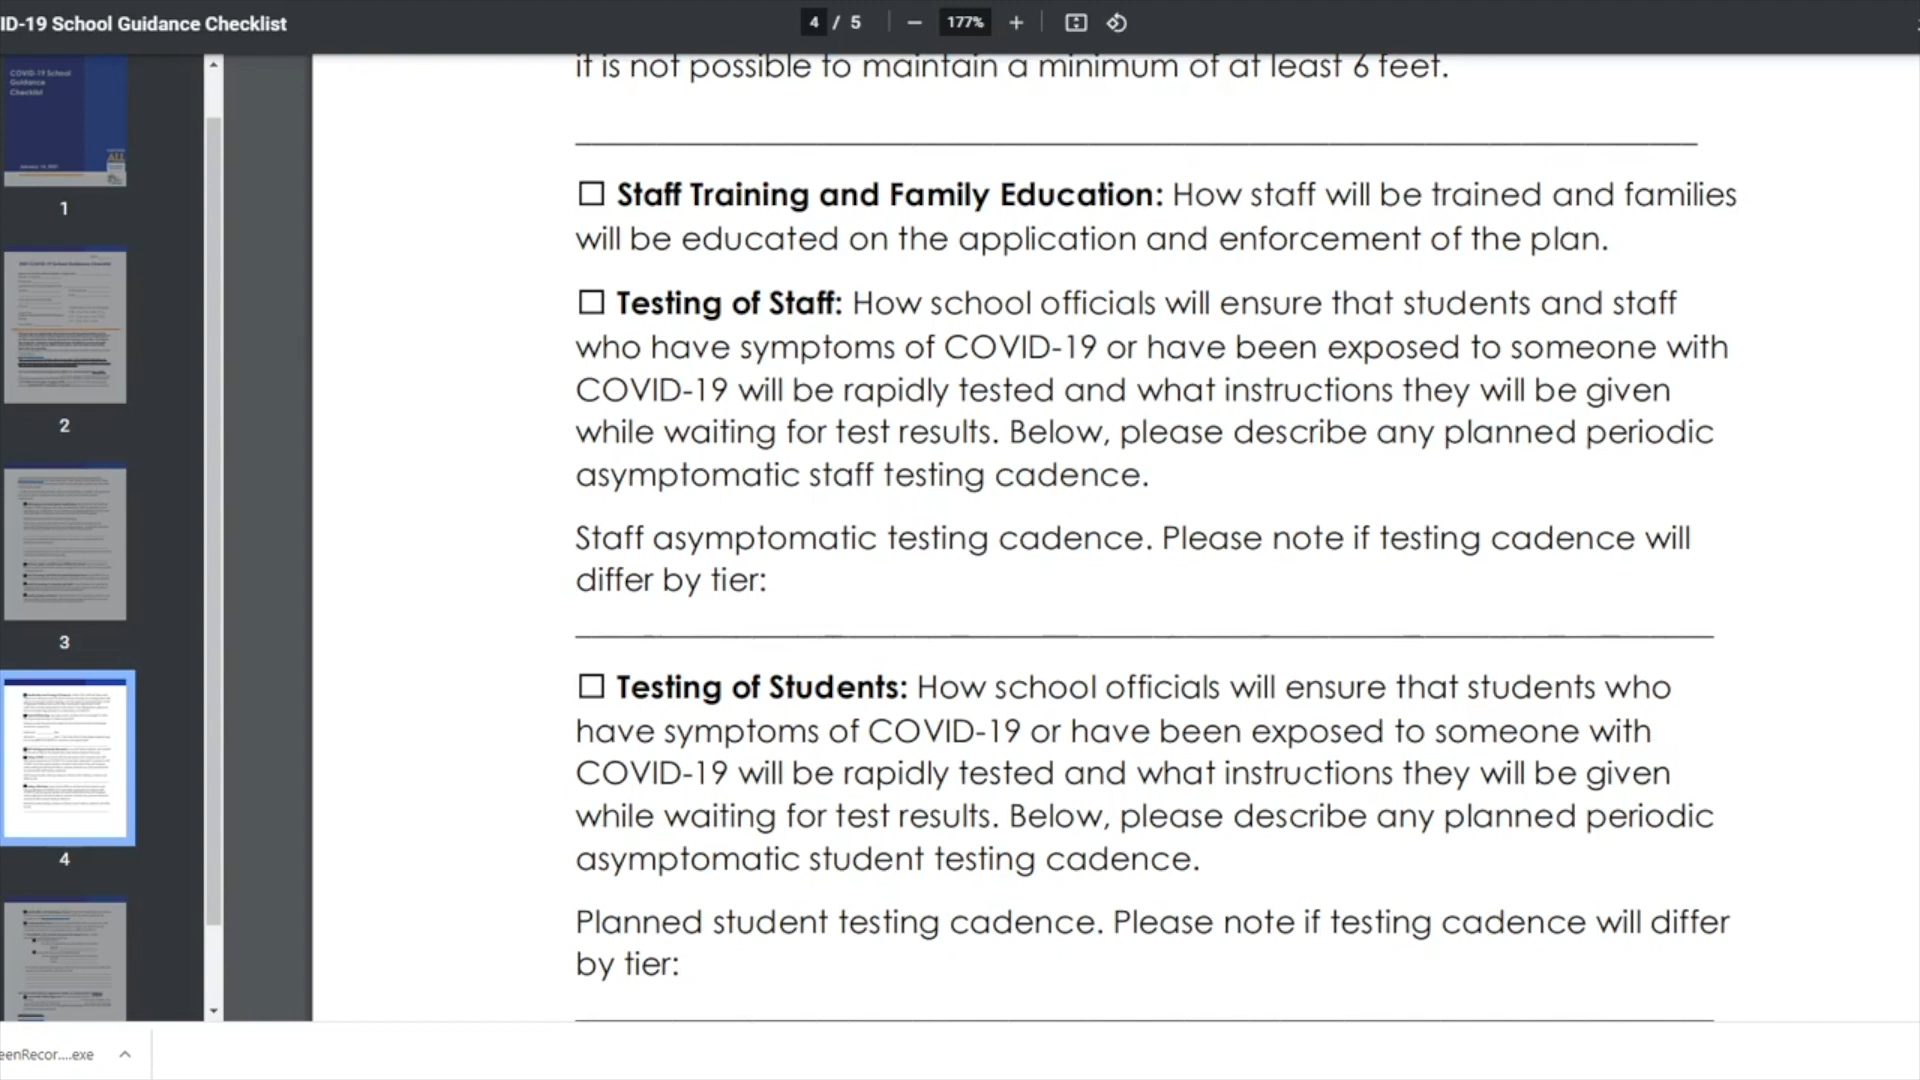 ID-19 School Guidance Checklist
4 / 5
177%
COVID-19 School
Guidance
Checklist
1
2
3
4
it is not possible to maintain a minimum of at least 6 feet.
☐ Staff Training and Family Education: How staff will be trained and families
will be educated on the application and enforcement of the plan.
☐ Testing of Staff: How school officials will ensure that students and staff
who have symptoms of COVID-19 or have been exposed to someone with
COVID-19 will be rapidly tested and what instructions they will be given
while waiting for test results. Below, please describe any planned periodic
asymptomatic staff testing cadence.
Staff asymptomatic testing cadence. Please note if testing cadence will
differ by tier:
☐ Testing of Students: How school officials will ensure that students who
have symptoms of COVID-19 or have been exposed to someone with
COVID-19 will be rapidly tested and what instructions they will be given
while waiting for test results. Below, please describe any planned periodic
asymptomatic student testing cadence.
Planned student testing cadence. Please note if testing cadence will differ
by tier:
eenRecor....exe